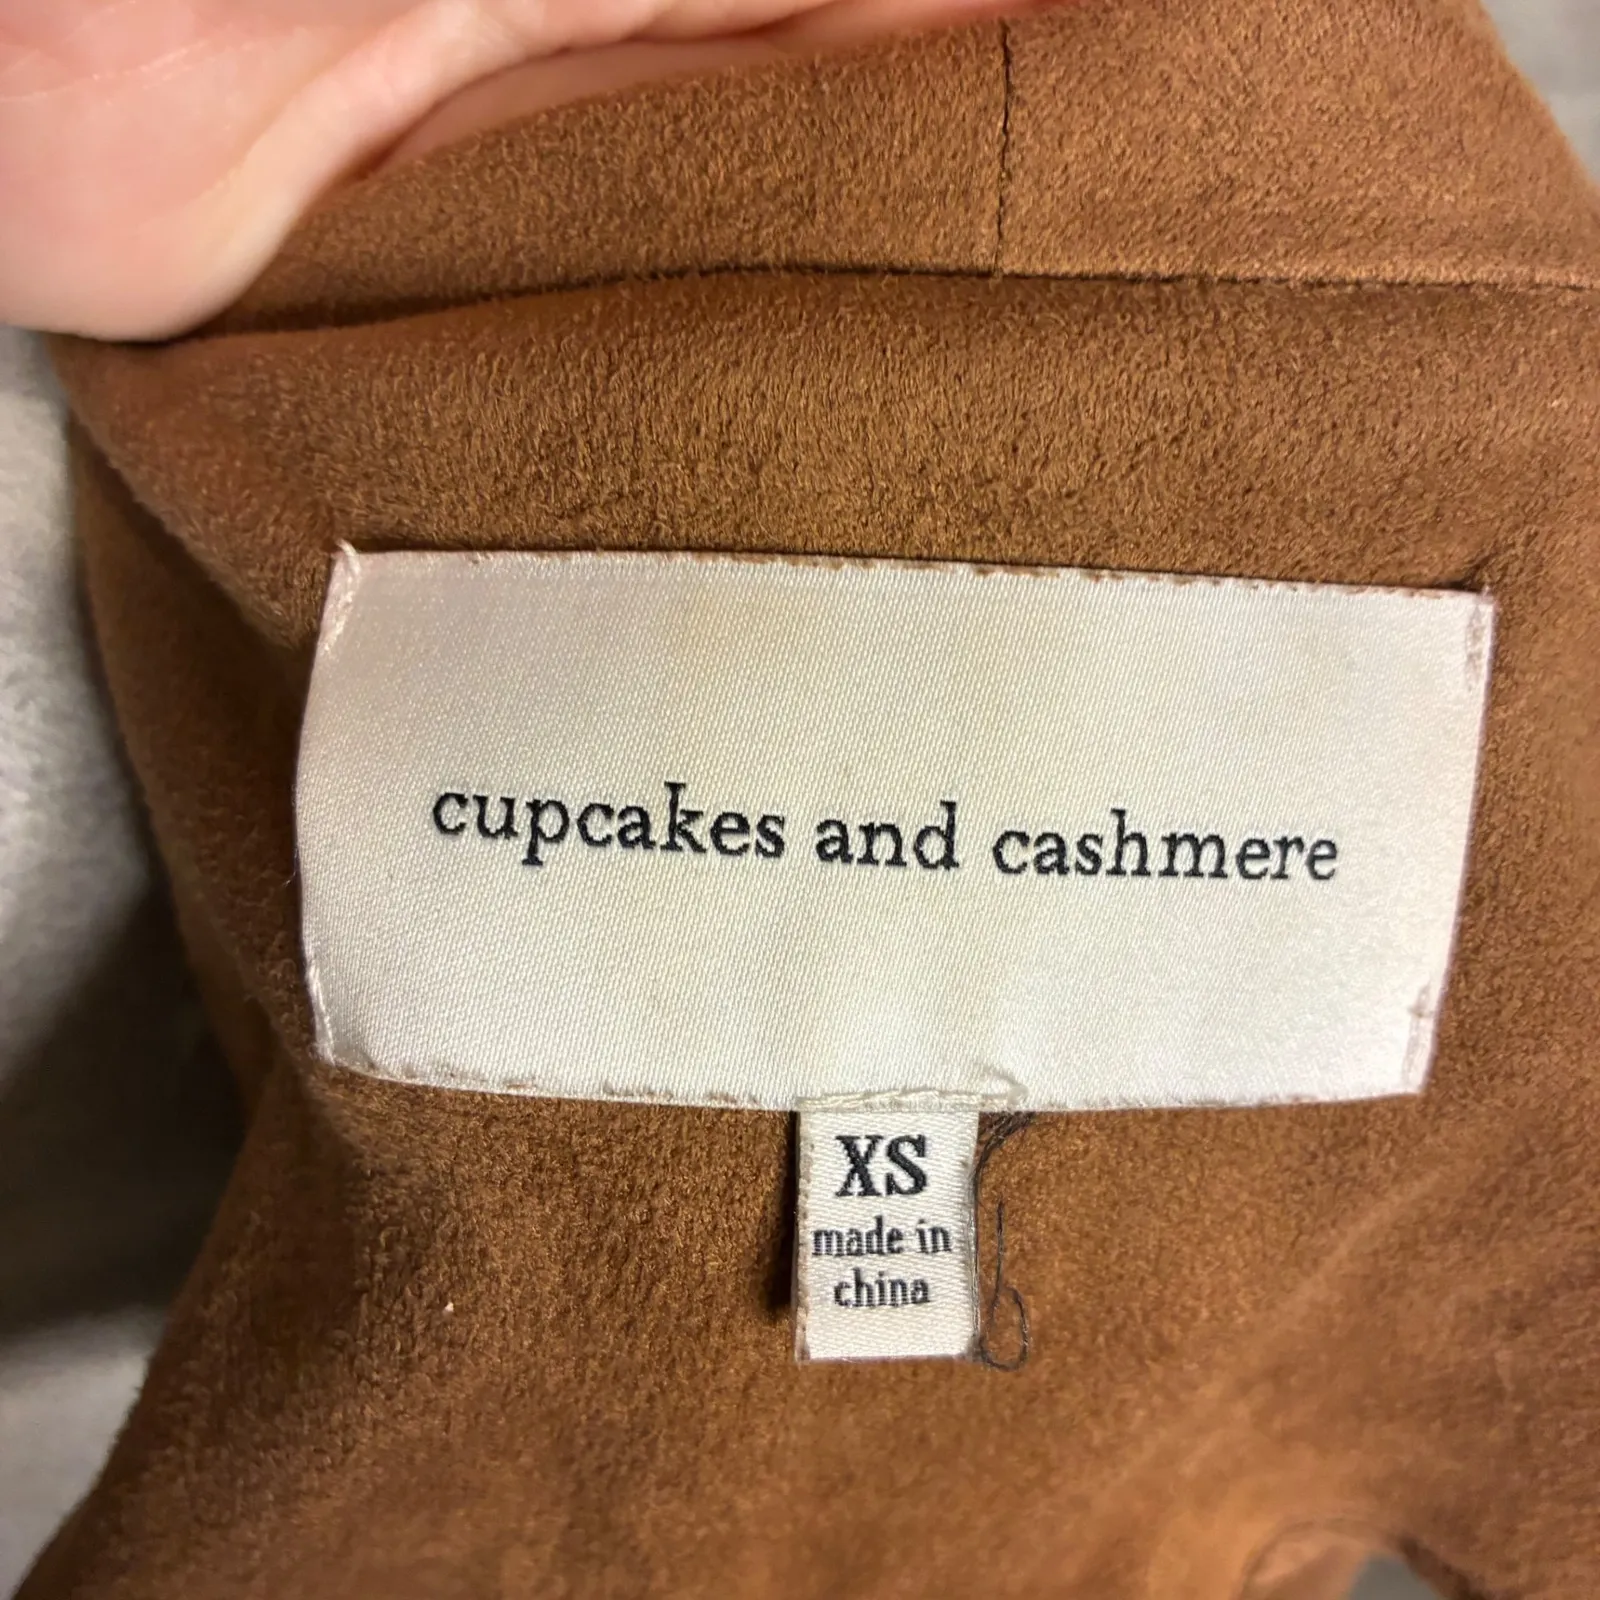 cupcakes and cashmere
XS
made in
china